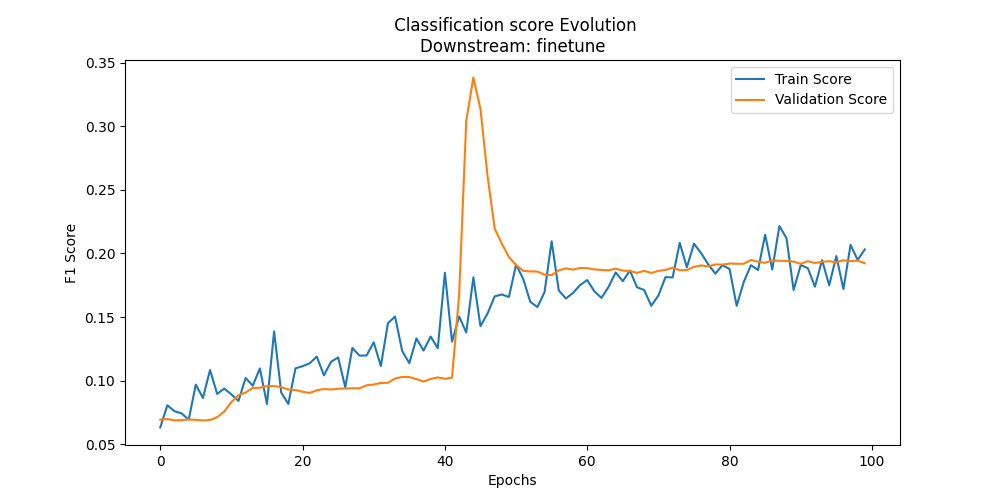 Classification score Evolution
Downstream: finetune
Train Score
Validation Score
0.35
0.30
0.25
0.20
0.15
0.10
0.05
F1 Score
0 20 40 60 80 100
Epochs